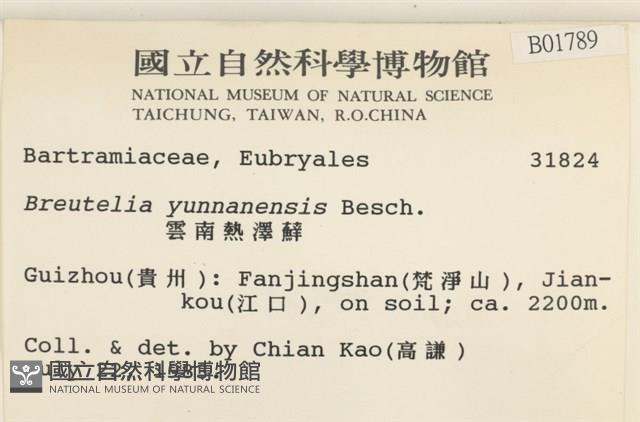 B01789
國立自然科學博物館
NATIONAL MUSEUM OF NATURAL SCIENCE
TAICHUNG, TAIWAN, R.O.CHINA
Bartramiaceae, Eubryales 31824
Breutelia yunnanensis Besch.
雲南熱澤蘚
Guizhou(貴州): Fanjingshan(梵淨山), Jian-
kou(江口), on soil; ca. 2200m.
Coll. & det. by Chian Kao(高謙)
國立自然科學博物館
NATIONAL MUSEUM OF NATURAL SCIENCE